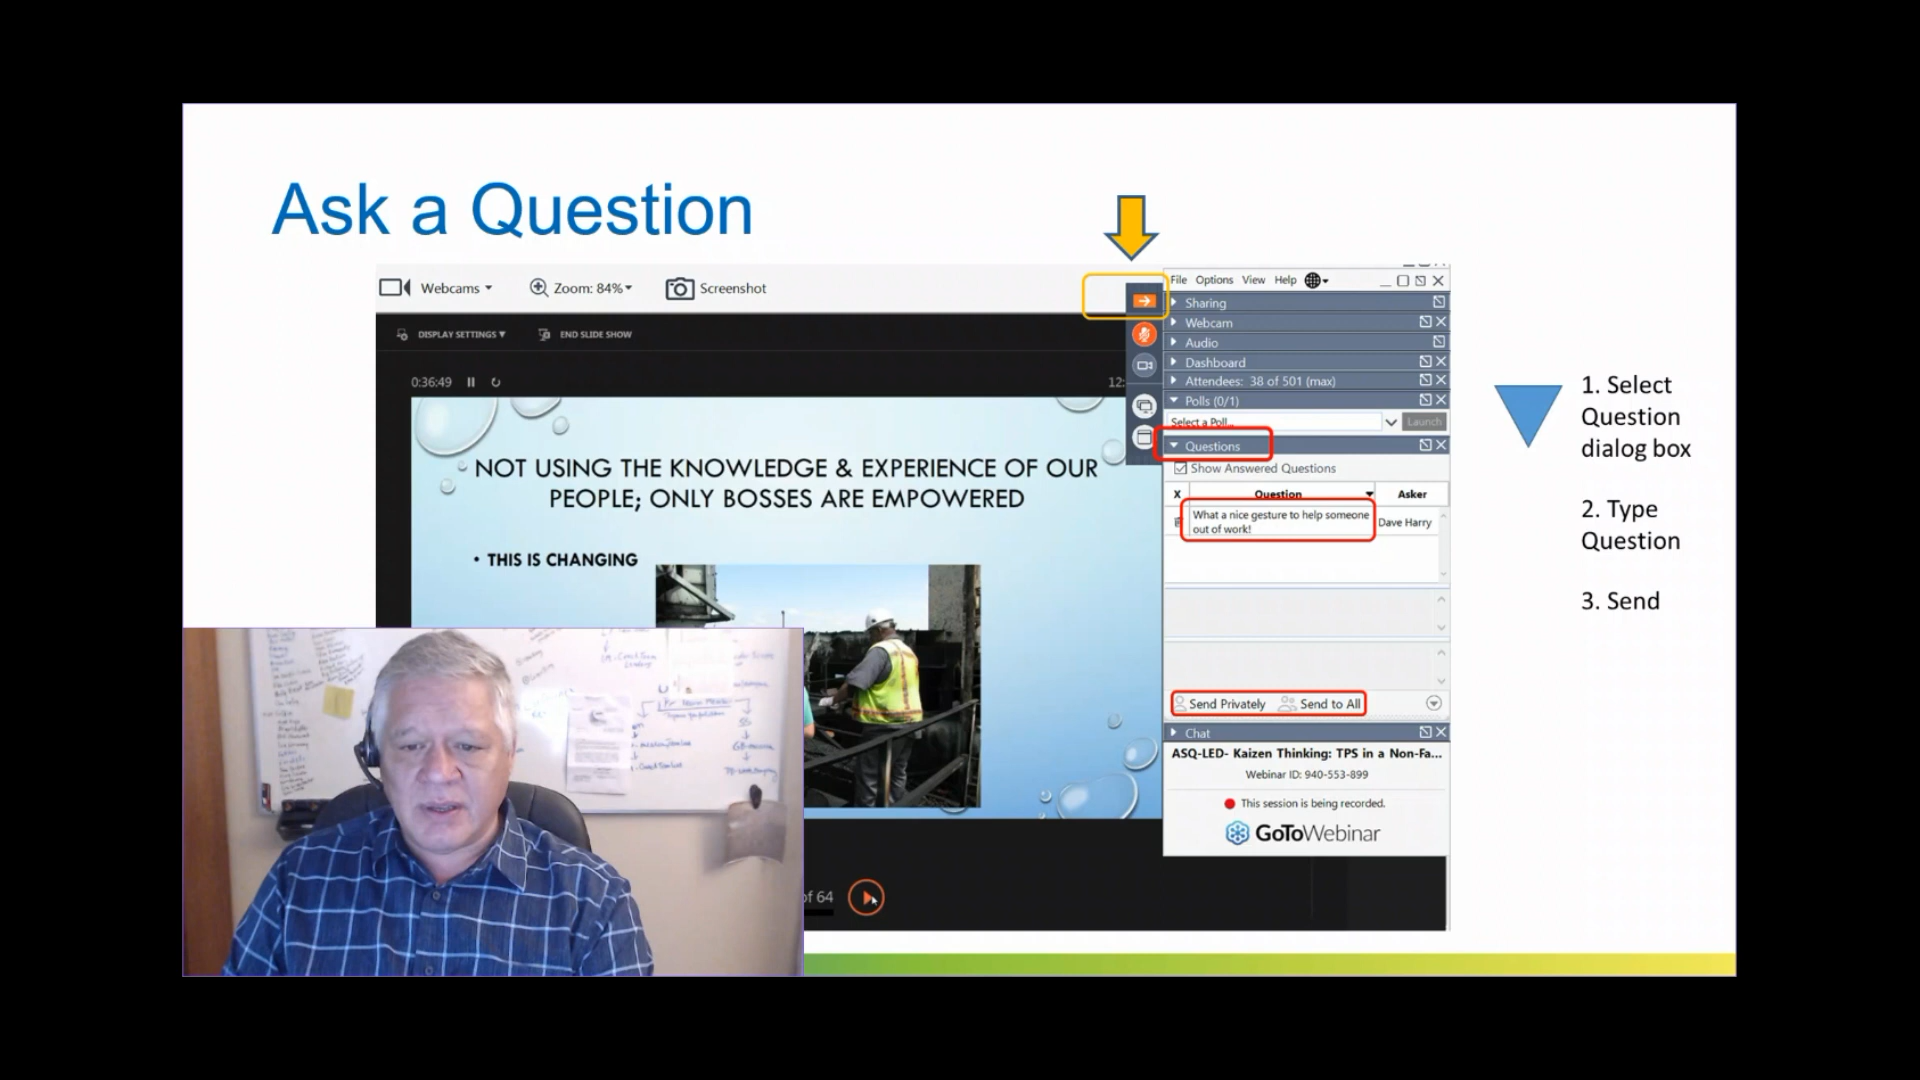 Ask a Question
Webcams
Zoom: 84%
Screenshot
DISPLAY SETTINGS
END SLIDE SHOW
0:36:49
12:
NOT USING THE KNOWLEDGE & EXPERIENCE OF OUR
PEOPLE; ONLY BOSSES ARE EMPOWERED
• THIS IS CHANGING
of 64
File Options View Help
Sharing
Webcam
Audio
Dashboard
Attendees: 38 of 501 (max)
Polls (0/1)
Select a Poll...
Launch
Questions
Show Answered Questions
X Question Asker
What a nice gesture to help someone
out of work!
Dave Harry
Send Privately Send to All
Chat
ASQ-LED- Kaizen Thinking: TPS in a Non-Fa...
Webinar ID: 940-553-899
This session is being recorded.
GoToWebinar
1. Select
Question
dialog box
2. Type
Question
3. Send